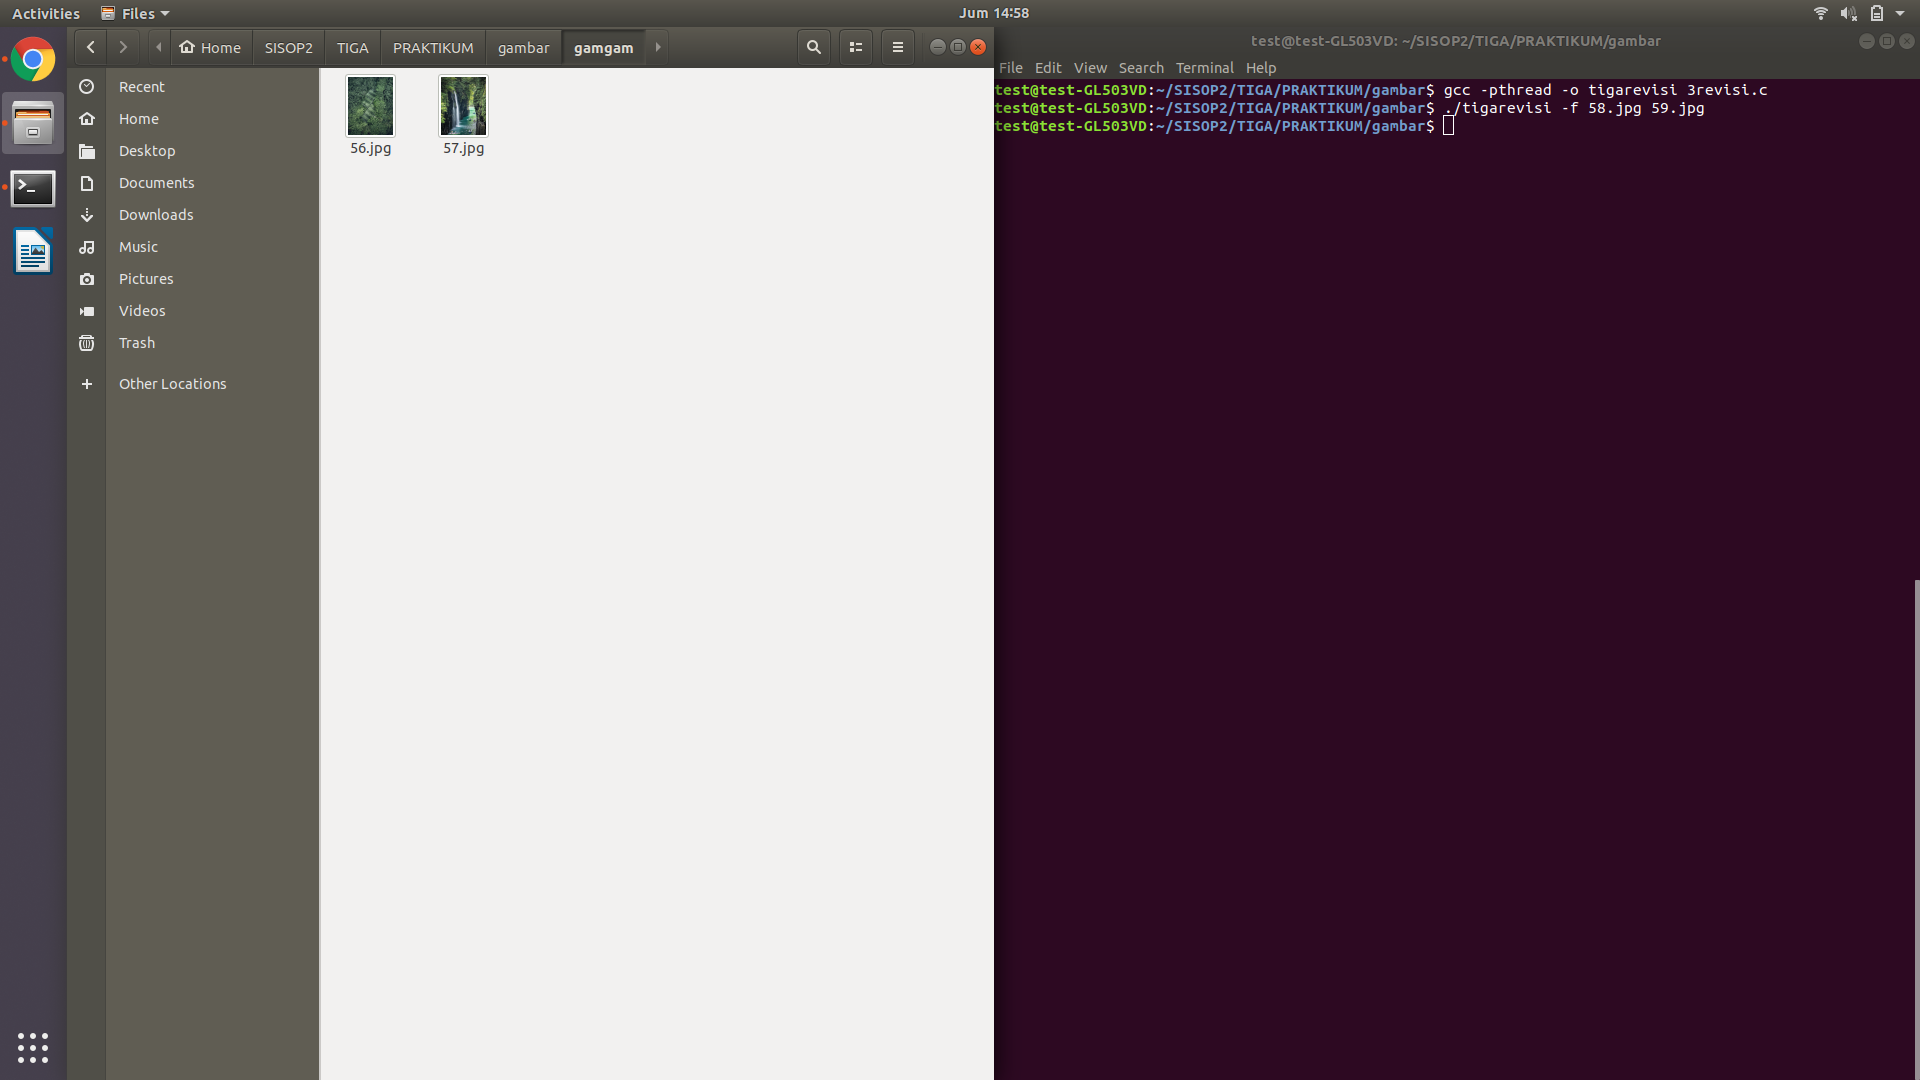 Activities Files Jum 14:58
Home SISOP2 TIGA PRAKTIKUM gambar gamgam
Recent
Home
Desktop
Documents
Downloads
Music
Pictures
Videos
Trash
Other Locations
56.jpg 57.jpg
test@test-GL503VD: ~/SISOP2/TIGA/PRAKTIKUM/gambar
File Edit View Search Terminal Help
test@test-GL503VD:~/SISOP2/TIGA/PRAKTIKUM/gambar$ gcc -pthread -o tigarevisi 3revisi.c
test@test-GL503VD:~/SISOP2/TIGA/PRAKTIKUM/gambar$ ./tigarevisi -f 58.jpg 59.jpg
test@test-GL503VD:~/SISOP2/TIGA/PRAKTIKUM/gambar$